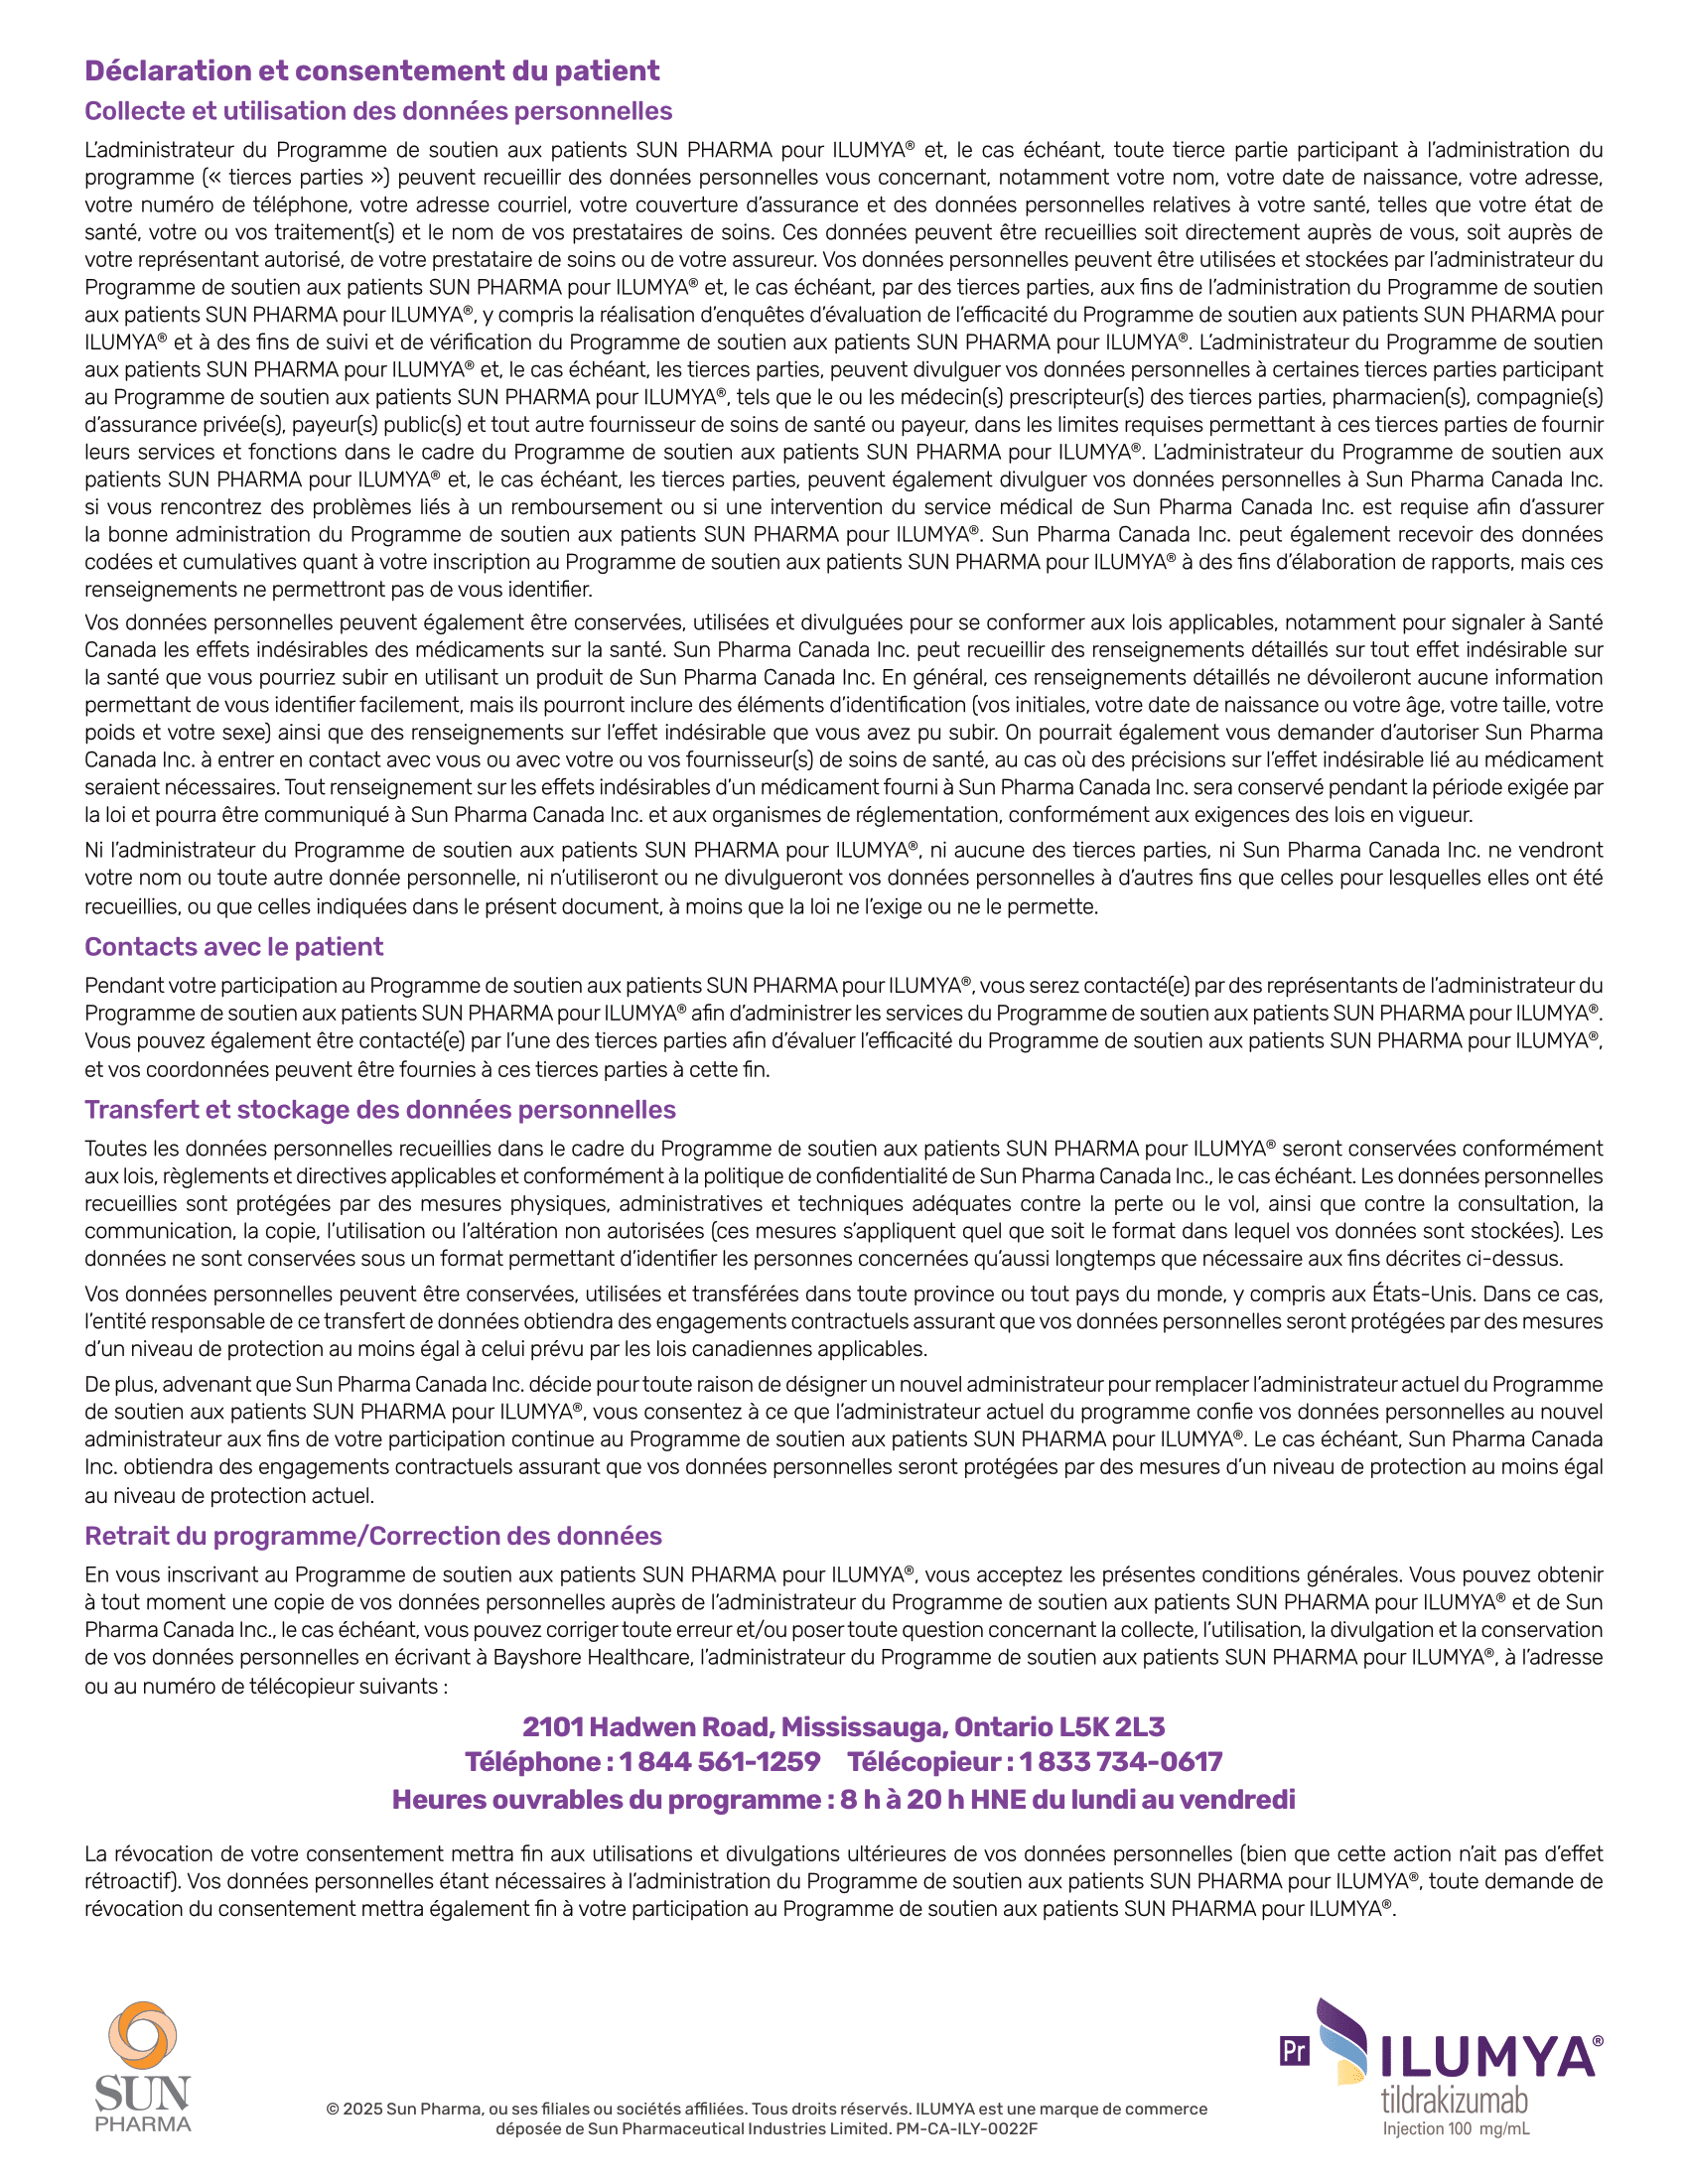 Déclaration et consentement du patient
Collecte et utilisation des données personnelles
L’administrateur du Programme de soutien aux patients SUN PHARMA pour ILUMYA® et, le cas échéant, toute tierce partie participant à l’administration du
programme (« tierces parties ») peuvent recueillir des données personnelles vous concernant, notamment votre nom, votre date de naissance, votre adresse,
votre numéro de téléphone, votre adresse courriel, votre couverture d’assurance et des données personnelles relatives à votre santé, telles que votre état de
santé, votre ou vos traitement(s) et le nom de vos prestataires de soins. Ces données peuvent être recueillies soit directement auprès de vous, soit auprès de
votre représentant autorisé, de votre prestataire de soins ou de votre assureur. Vos données personnelles peuvent être utilisées et stockées par l’administrateur du
Programme de soutien aux patients SUN PHARMA pour ILUMYA® et, le cas échéant, par des tierces parties, aux fins de l’administration du Programme de soutien
aux patients SUN PHARMA pour ILUMYA®, y compris la réalisation d’enquêtes d’évaluation de l’efficacité du Programme de soutien aux patients SUN PHARMA pour
ILUMYA® et à des fins de suivi et de vérification du Programme de soutien aux patients SUN PHARMA pour ILUMYA®. L’administrateur du Programme de soutien
aux patients SUN PHARMA pour ILUMYA® et, le cas échéant, les tierces parties, peuvent divulguer vos données personnelles à certaines tierces parties participant
au Programme de soutien aux patients SUN PHARMA pour ILUMYA®, tels que le ou les médecin(s) prescripteur(s) des tierces parties, pharmacien(s), compagnie(s)
d’assurance privée(s), payeur(s) public(s) et tout autre fournisseur de soins de santé ou payeur, dans les limites requises permettant à ces tierces parties de fournir
leurs services et fonctions dans le cadre du Programme de soutien aux patients SUN PHARMA pour ILUMYA®. L’administrateur du Programme de soutien aux
patients SUN PHARMA pour ILUMYA® et, le cas échéant, les tierces parties, peuvent également divulguer vos données personnelles à Sun Pharma Canada Inc.
si vous rencontrez des problèmes liés à un remboursement ou si une intervention du service médical de Sun Pharma Canada Inc. est requise afin d’assurer
la bonne administration du Programme de soutien aux patients SUN PHARMA pour ILUMYA®. Sun Pharma Canada Inc. peut également recevoir des données
codées et cumulatives quant à votre inscription au Programme de soutien aux patients SUN PHARMA pour ILUMYA® à des fins d’élaboration de rapports, mais ces
renseignements ne permettront pas de vous identifier.
Vos données personnelles peuvent également être conservées, utilisées et divulguées pour se conformer aux lois applicables, notamment pour signaler à Santé
Canada les effets indésirables des médicaments sur la santé. Sun Pharma Canada Inc. peut recueillir des renseignements détaillés sur tout effet indésirable sur
la santé que vous pourriez subir en utilisant un produit de Sun Pharma Canada Inc. En général, ces renseignements détaillés ne dévoileront aucune information
permettant de vous identifier facilement, mais ils pourront inclure des éléments d’identification (vos initiales, votre date de naissance ou votre âge, votre taille, votre
poids et votre sexe) ainsi que des renseignements sur l’effet indésirable que vous avez pu subir. On pourrait également vous demander d’autoriser Sun Pharma
Canada Inc. à entrer en contact avec vous ou avec votre ou vos fournisseur(s) de soins de santé, au cas où des précisions sur l’effet indésirable lié au médicament
seraient nécessaires. Tout renseignement sur les effets indésirables d’un médicament fourni à Sun Pharma Canada Inc. sera conservé pendant la période exigée par
la loi et pourra être communiqué à Sun Pharma Canada Inc. et aux organismes de réglementation, conformément aux exigences des lois en vigueur.
Ni l’administrateur du Programme de soutien aux patients SUN PHARMA pour ILUMYA®, ni aucune des tierces parties, ni Sun Pharma Canada Inc. ne vendront
votre nom ou toute autre donnée personnelle, ni n’utiliseront ou ne divulgueront vos données personnelles à d’autres fins que celles pour lesquelles elles ont été
recueillies, ou que celles indiquées dans le présent document, à moins que la loi ne l’exige ou ne le permette.
Contacts avec le patient
Pendant votre participation au Programme de soutien aux patients SUN PHARMA pour ILUMYA®, vous serez contacté(e) par des représentants de l’administrateur du
Programme de soutien aux patients SUN PHARMA pour ILUMYA® afin d’administrer les services du Programme de soutien aux patients SUN PHARMA pour ILUMYA®.
Vous pouvez également être contacté(e) par l’une des tierces parties afin d’évaluer l’efficacité du Programme de soutien aux patients SUN PHARMA pour ILUMYA®,
et vos coordonnées peuvent être fournies à ces tierces parties à cette fin.
Transfert et stockage des données personnelles
Toutes les données personnelles recueillies dans le cadre du Programme de soutien aux patients SUN PHARMA pour ILUMYA® seront conservées conformément
aux lois, règlements et directives applicables et conformément à la politique de confidentialité de Sun Pharma Canada Inc., le cas échéant. Les données personnelles
recueillies sont protégées par des mesures physiques, administratives et techniques adéquates contre la perte ou le vol, ainsi que contre la consultation, la
communication, la copie, l’utilisation ou l’altération non autorisées (ces mesures s’appliquent quel que soit le format dans lequel vos données sont stockées). Les
données ne sont conservées sous un format permettant d’identifier les personnes concernées qu’aussi longtemps que nécessaire aux fins décrites ci-dessus.
Vos données personnelles peuvent être conservées, utilisées et transférées dans toute province ou tout pays du monde, y compris aux États-Unis. Dans ce cas,
l’entité responsable de ce transfert de données obtiendra des engagements contractuels assurant que vos données personnelles seront protégées par des mesures
d’un niveau de protection au moins égal à celui prévu par les lois canadiennes applicables.
De plus, advenant que Sun Pharma Canada Inc. décide pour toute raison de désigner un nouvel administrateur pour remplacer l’administrateur actuel du Programme
de soutien aux patients SUN PHARMA pour ILUMYA®, vous consentez à ce que l’administrateur actuel du programme confie vos données personnelles au nouvel
administrateur aux fins de votre participation continue au Programme de soutien aux patients SUN PHARMA pour ILUMYA®. Le cas échéant, Sun Pharma Canada
Inc. obtiendra des engagements contractuels assurant que vos données personnelles seront protégées par des mesures d’un niveau de protection au moins égal
au niveau de protection actuel.
Retrait du programme/Correction des données
En vous inscrivant au Programme de soutien aux patients SUN PHARMA pour ILUMYA®, vous acceptez les présentes conditions générales. Vous pouvez obtenir
à tout moment une copie de vos données personnelles auprès de l’administrateur du Programme de soutien aux patients SUN PHARMA pour ILUMYA® et de Sun
Pharma Canada Inc., le cas échéant, vous pouvez corriger toute erreur et/ou poser toute question concernant la collecte, l’utilisation, la divulgation et la conservation
de vos données personnelles en écrivant à Bayshore Healthcare, l’administrateur du Programme de soutien aux patients SUN PHARMA pour ILUMYA®, à l’adresse
ou au numéro de télécopieur suivants :
2101 Hadwen Road, Mississauga, Ontario L5K 2L3
Téléphone : 1 844 561-1259 Télécopieur : 1 833 734-0617
Heures ouvrables du programme : 8 h à 20 h HNE du lundi au vendredi
La révocation de votre consentement mettra fin aux utilisations et divulgations ultérieures de vos données personnelles (bien que cette action n’ait pas d’effet
rétroactif). Vos données personnelles étant nécessaires à l’administration du Programme de soutien aux patients SUN PHARMA pour ILUMYA®, toute demande de
révocation du consentement mettra également fin à votre participation au Programme de soutien aux patients SUN PHARMA pour ILUMYA®.
SUN
PHARMA
© 2025 Sun Pharma, ou ses filiales ou sociétés affiliées. Tous droits réservés. ILUMYA est une marque de commerce
déposée de Sun Pharmaceutical Industries Limited. PM-CA-ILY-0022F
Pr ILUMYA®
tildrakizumab
Injection 100 mg/mL